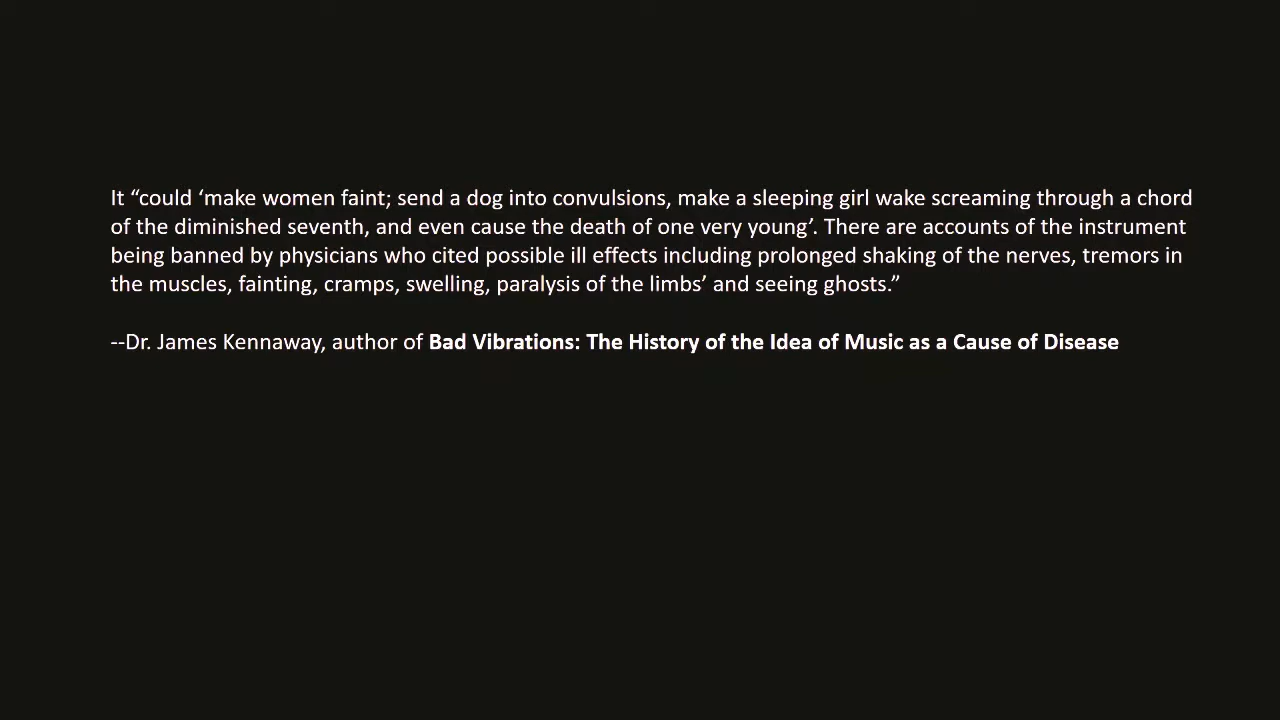 It “could ‘make women faint; send a dog into convulsions, make a sleeping girl wake screaming through a chord
of the diminished seventh, and even cause the death of one very young’. There are accounts of the instrument
being banned by physicians who cited possible ill effects including prolonged shaking of the nerves, tremors in
the muscles, fainting, cramps, swelling, paralysis of the limbs’ and seeing ghosts.”
--Dr. James Kennaway, author of Bad Vibrations: The History of the Idea of Music as a Cause of Disease